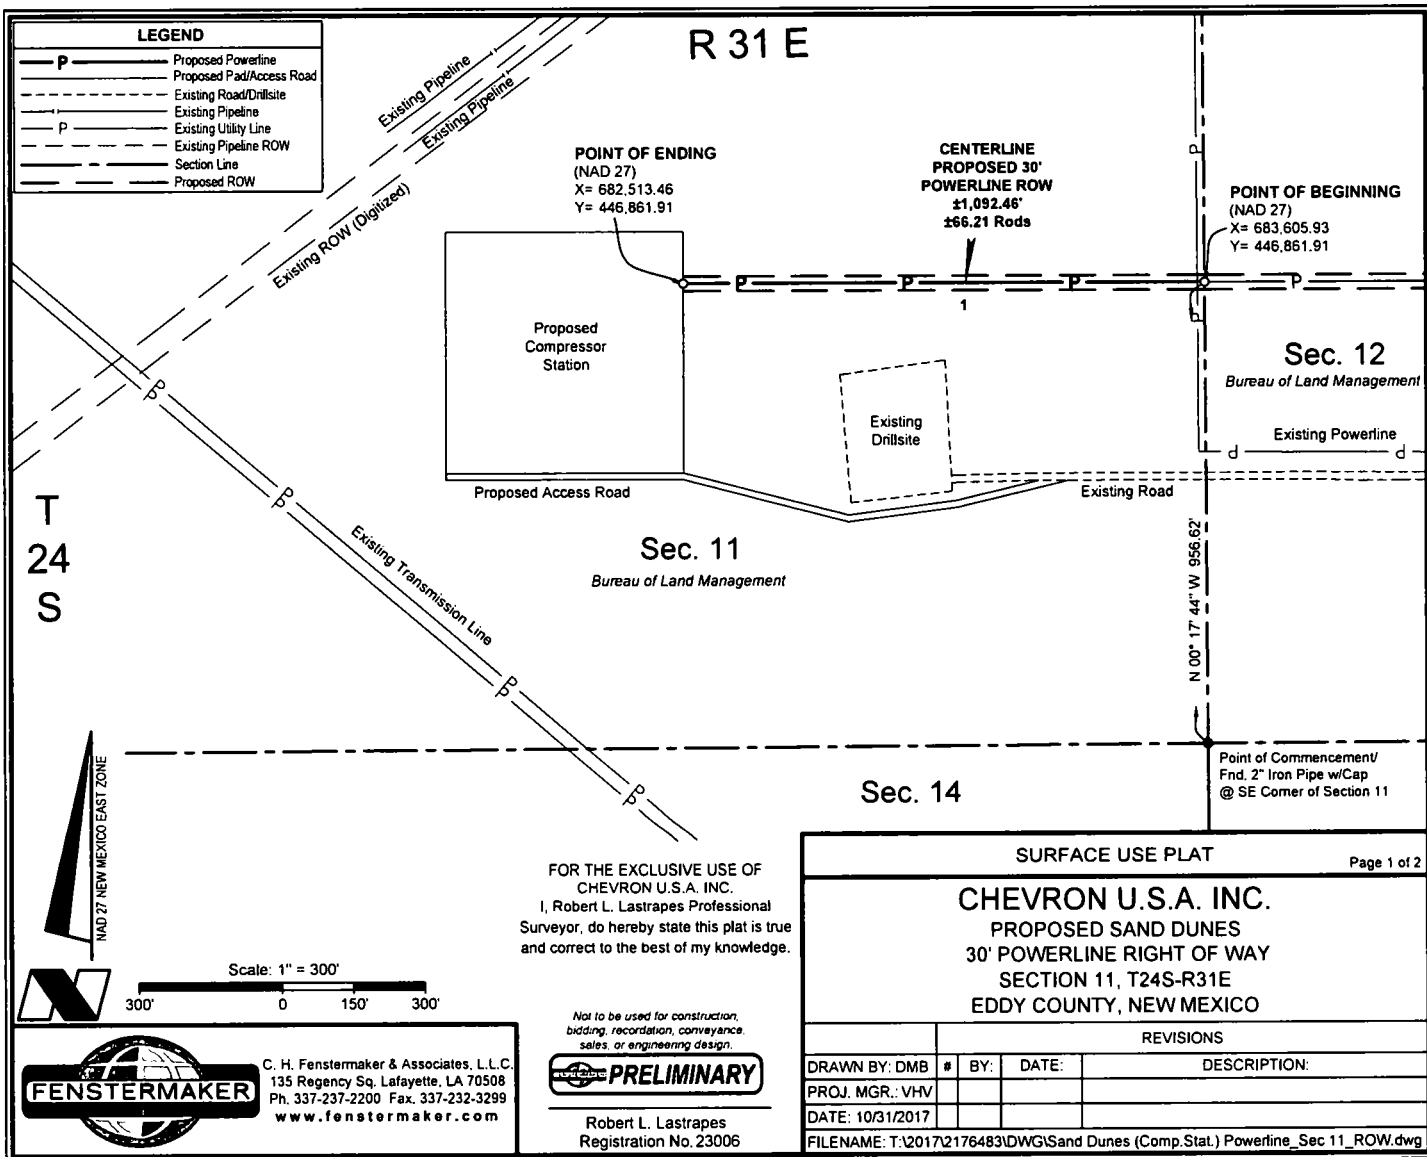 LEGEND
P Proposed Powerline
Proposed Pad/Access Road
Existing Road/Drillsite
Existing Pipeline
P Existing Utility Line
Existing Pipeline ROW
Section Line
Proposed ROW
R 31 E
Existing Pipeline
Existing Pipeline
Existing ROW (Digitized)
POINT OF ENDING
(NAD 27)
X= 682,513.46
Y= 446,861.91
CENTERLINE
PROPOSED 30'
POWERLINE ROW
±1,092.46'
±66.21 Rods
POINT OF BEGINNING
(NAD 27)
X= 683,605.93
Y= 446,861.91
P
P
P
P
P
P
1
Proposed
Compressor
Station
Existing
Drillsite
Sec. 12
Bureau of Land Management
Existing Powerline
P
P
Proposed Access Road
Existing Road
P
P
P
P
T
24
S
Existing Transmission Line
Sec. 11
Bureau of Land Management
N 00° 17' 44" W 956.62'
P
P
P
P
Sec. 14
Point of Commencement/
Fnd. 2" Iron Pipe w/Cap
@ SE Corner of Section 11
NAD 27 NEW MEXICO EAST ZONE
N
Scale: 1" = 300'
300' 0 150' 300'
FOR THE EXCLUSIVE USE OF
CHEVRON U.S.A. INC.
I, Robert L. Lastrapes Professional
Surveyor, do hereby state this plat is true
and correct to the best of my knowledge.
Not to be used for construction,
bidding, recordation, conveyance,
sales, or engineering design.
PRELIMINARY
Robert L. Lastrapes
Registration No. 23006
FENSTERMAKER
C. H. Fenstermaker & Associates, L.L.C.
135 Regency Sq. Lafayette, LA 70508
Ph. 337-237-2200 Fax. 337-232-3299
www.fenstermaker.com
SURFACE USE PLAT Page 1 of 2
CHEVRON U.S.A. INC.
PROPOSED SAND DUNES
30' POWERLINE RIGHT OF WAY
SECTION 11, T24S-R31E
EDDY COUNTY, NEW MEXICO
REVISIONS
DRAWN BY: DMB # BY: DATE: DESCRIPTION:
PROJ. MGR.: VHV
DATE: 10/31/2017
FILENAME: T:\2017\2176483\DWG\Sand Dunes (Comp.Stat.) Powerline_Sec 11_ROW.dwg